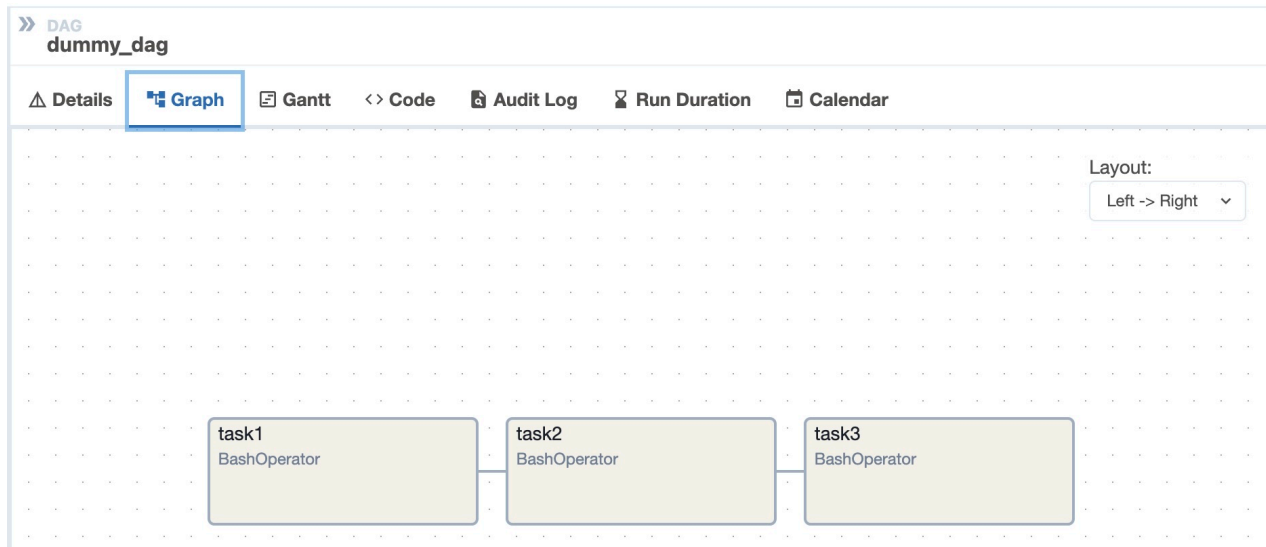 DAG
dummy_dag
Details Graph Gantt <> Code Audit Log Run Duration Calendar
Layout:
Left -> Right
task1 task2 task3
BashOperator BashOperator BashOperator